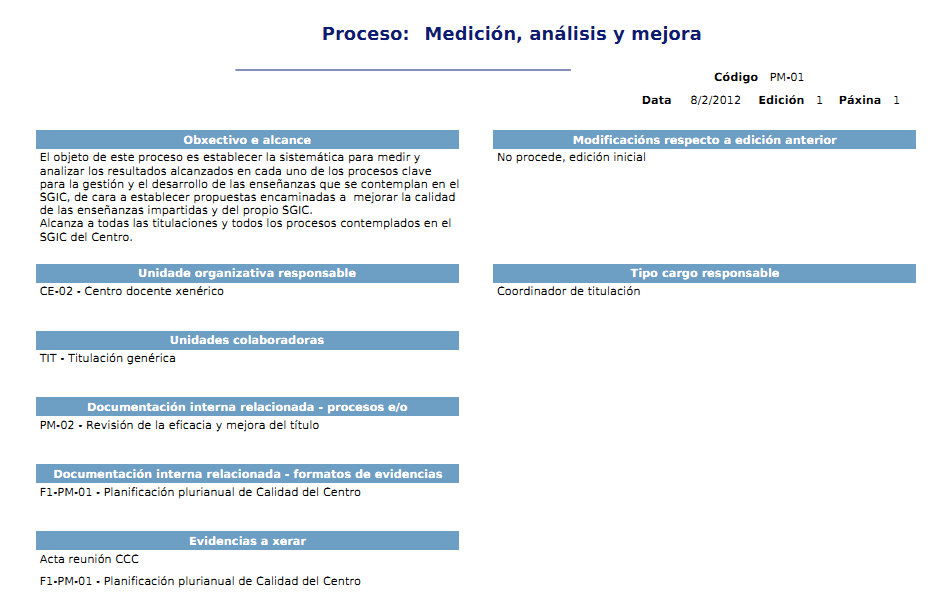 Proceso: Medición, análisis y mejora
Código PM-01
Data 8/2/2012 Edición 1 Páxina 1
Obxectivo e alcance
El objeto de este proceso es establecer la sistemática para medir y
analizar los resultados alcanzados en cada uno de los procesos clave
para la gestión y el desarrollo de las enseñanzas que se contemplan en el
SGIC, de cara a establecer propuestas encaminadas a mejorar la calidad
de las enseñanzas impartidas y del propio SGIC.
Alcanza a todas las titulaciones y todos los procesos contemplados en el
SGIC del Centro.
Modificacións respecto a edición anterior
No procede, edición inicial
Unidade organizativa responsable
CE-02 - Centro docente xenérico
Tipo cargo responsable
Coordinador de titulación
Unidades colaboradoras
TIT - Titulación genérica
Documentación interna relacionada - procesos e/o
PM-02 - Revisión de la eficacia y mejora del título
Documentación interna relacionada - formatos de evidencias
F1-PM-01 - Planificación plurianual de Calidad del Centro
Evidencias a xerar
Acta reunión CCC
F1-PM-01 - Planificación plurianual de Calidad del Centro